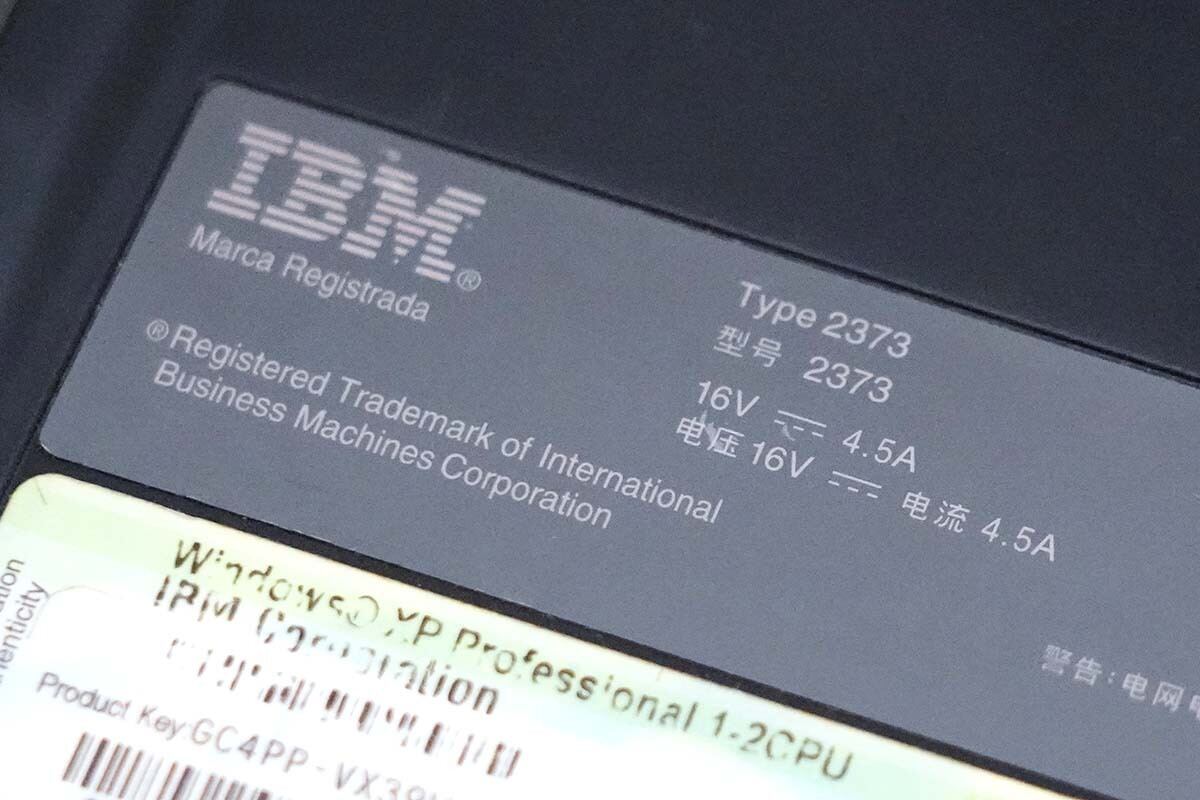 IBM®
Marca Registrada
® Registered Trademark of International
Business Machines Corporation
Type 2373
型号 2373
16V ⎓ 4.5A
电压 16V ⎓ 电流 4.5A
警告:电网
Windows® XP Professional 1-2CPU
IBM Corporation
Product Key:GC4PP-VX39